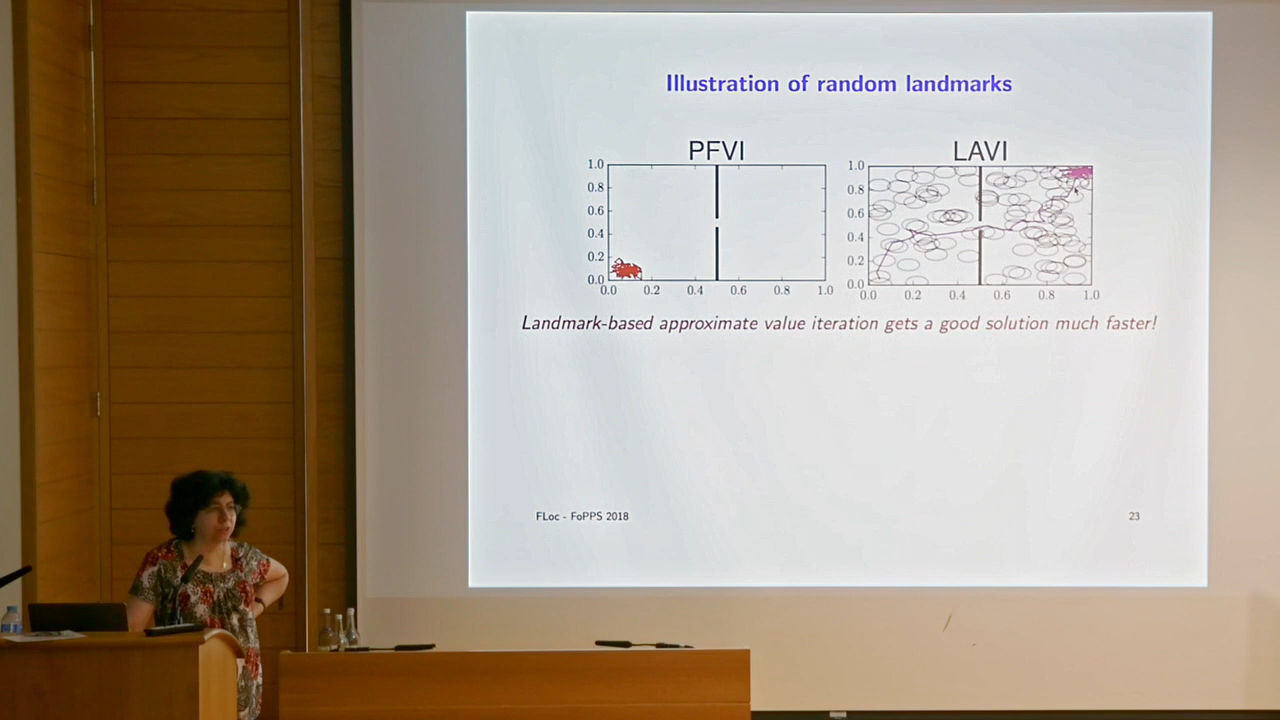 Illustration of random landmarks
PFVI
LAVI
1.0
0.8
0.6
0.4
0.2
0.0
0.0 0.2 0.4 0.6 0.8 1.0
1.0
0.8
0.6
0.4
0.2
0.0
0.0 0.2 0.4 0.6 0.8 1.0
Landmark-based approximate value iteration gets a good solution much faster!
FLoc - FoPPS 2018
23